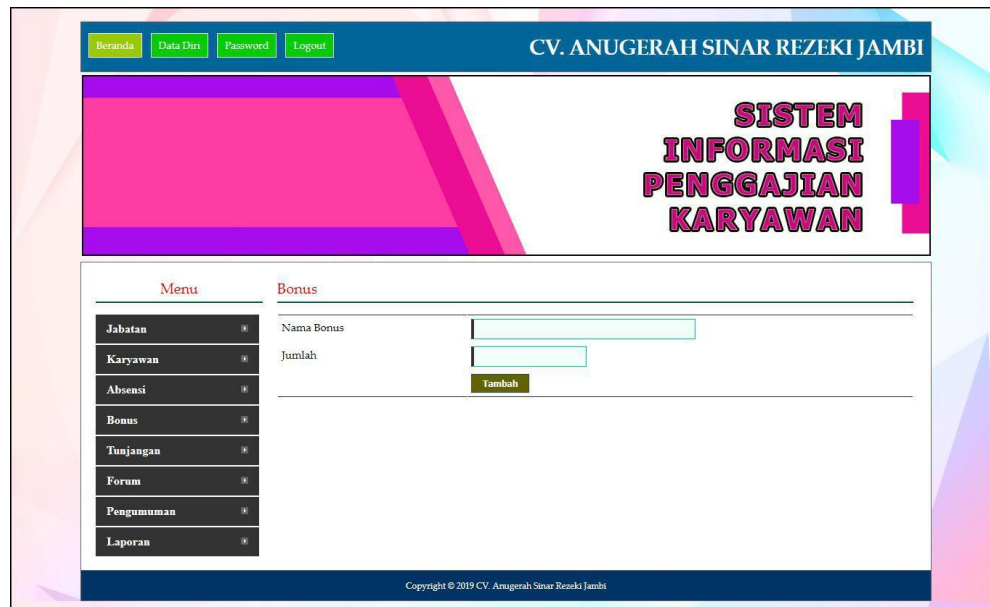 Beranda Data Diri Password Logout
CV. ANUGERAH SINAR REZEKI JAMBI
SISTEM
INFORMASI
PENGGAJIAN
KARYAWAN
Menu
Jabatan
Karyawan
Absensi
Bonus
Tunjangan
Forum
Pengumuman
Laporan
Bonus
Nama Bonus
Jumlah
Tambah
Copyright © 2019 CV. Anugerah Sinar Rezeki Jambi